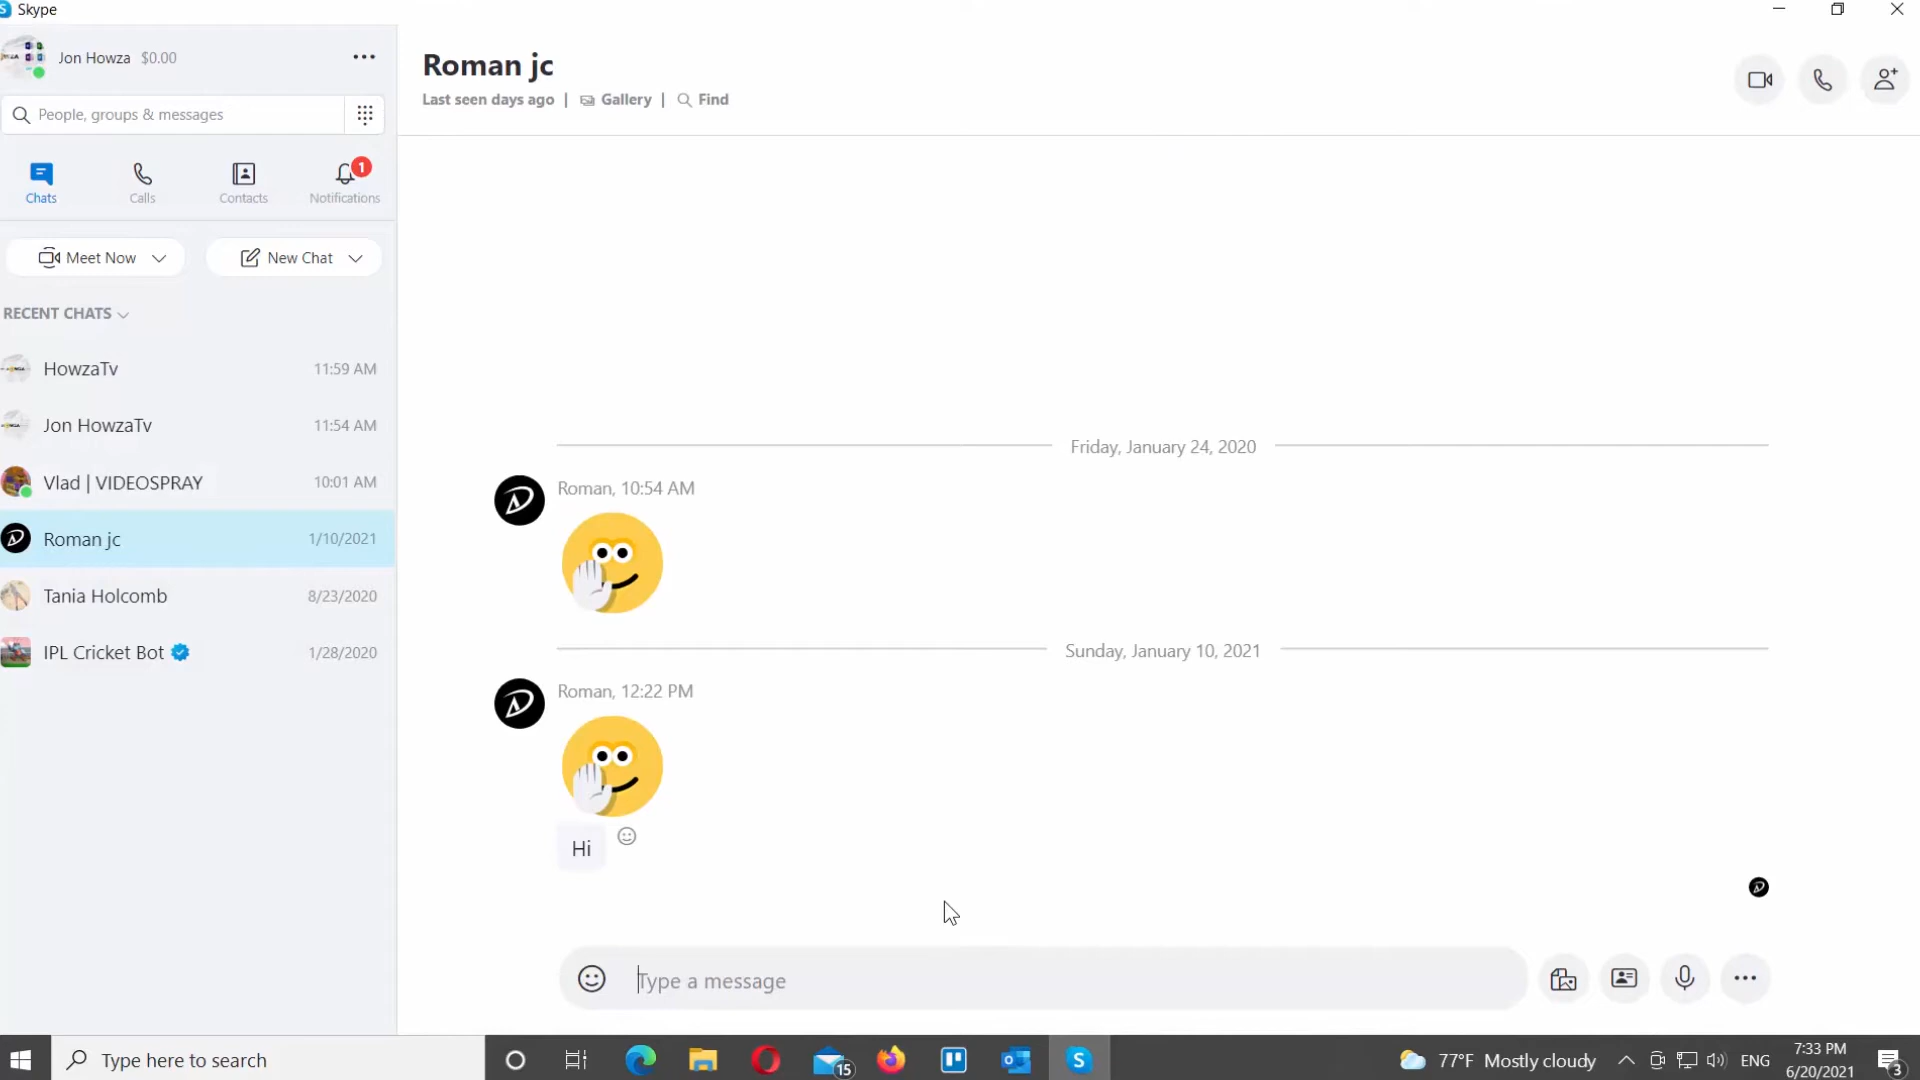 Skype
Jon Howza $0.00
People, groups & messages
Chats
Calls
Contacts
1
Notifications
Meet Now
New Chat
RECENT CHATS
HowzaTv 11:59 AM
Jon HowzaTv 11:54 AM
Vlad | VIDEOSPRAY 10:01 AM
Roman jc 1/10/2021
Tania Holcomb 8/23/2020
IPL Cricket Bot 1/28/2020
Roman jc
Last seen days ago | Gallery | Find
Friday, January 24, 2020
Roman, 10:54 AM
Sunday, January 10, 2021
Roman, 12:22 PM
Hi
Type a message
Type here to search
15
77°F Mostly cloudy
ENG
7:33 PM
6/20/2021
3